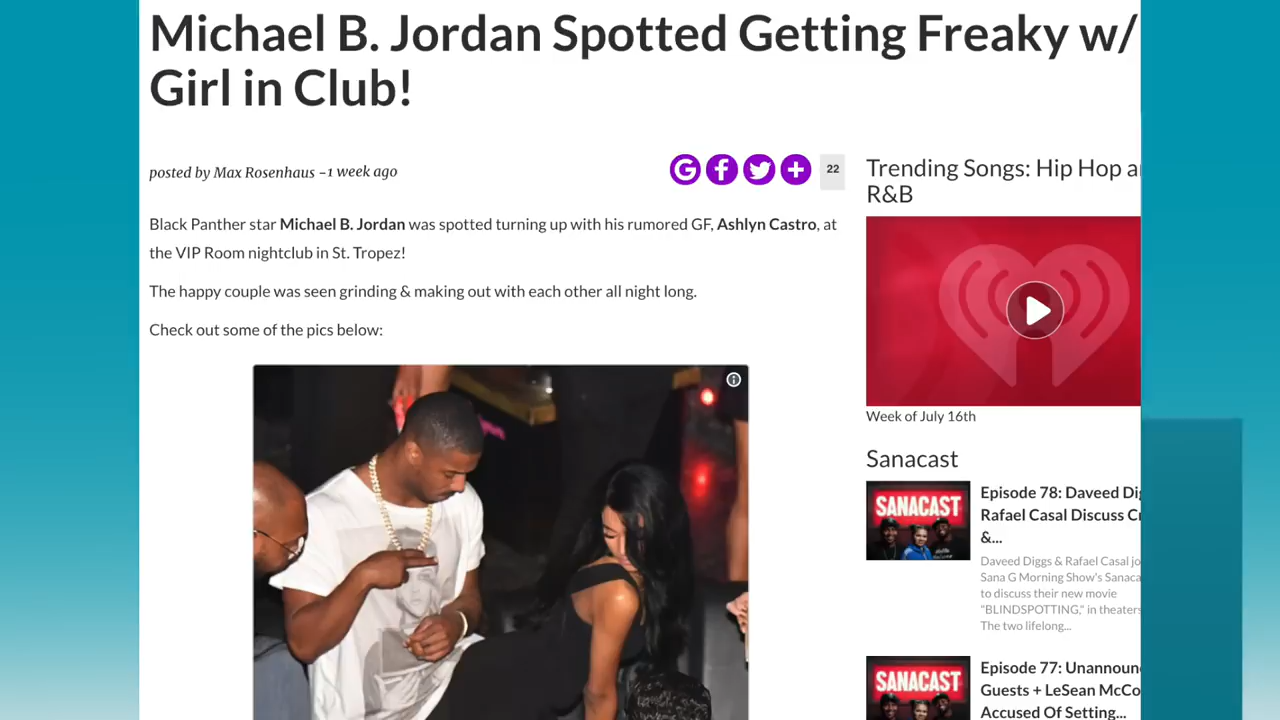 Michael B. Jordan Spotted Getting Freaky w/
Girl in Club!
posted by Max Rosenhaus -1 week ago
22
Black Panther star Michael B. Jordan was spotted turning up with his rumored GF, Ashlyn Castro, at
the VIP Room nightclub in St. Tropez!
The happy couple was seen grinding & making out with each other all night long.
Check out some of the pics below:
Trending Songs: Hip Hop
R&B
Week of July 16th
Sanacast
SANACAST
Episode 78: Daveed
Rafael Casal Discuss
&...
Daveed Diggs & Rafael Casal
Sana G Morning Show's
to discuss their new movie
"BLINDSPOTTING," in theaters
The two lifelong...
SANACAST
Episode 77:
Guests + LeSean
Accused Of Setting...